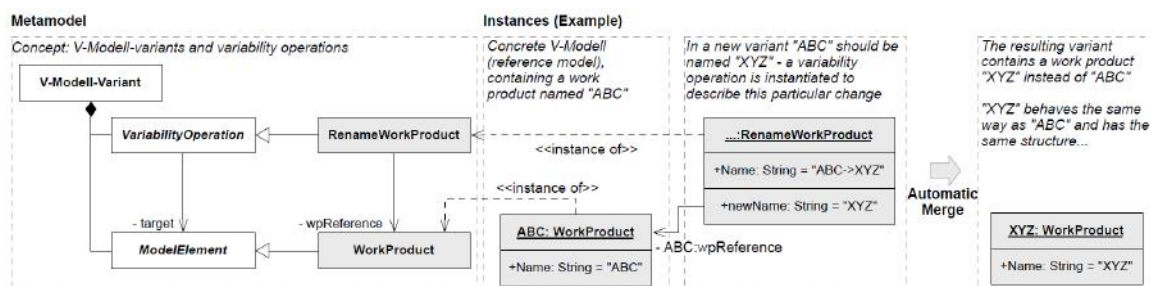 Metamodel
Instances (Example)
Concept: V-Modell-variants and variability operations
V-Modell-Variant
VariabilityOperation
RenameWorkProduct
- target
- wpReference
ModelElement
WorkProduct
Concrete V-Modell
(reference model),
containing a work
product named "ABC"
<<instance of>>
<<instance of>>
ABC: WorkProduct
+Name: String = "ABC"
In a new variant "ABC" should be
named "XYZ" - a variability
operation is instantiated to
describe this particular change
...:RenameWorkProduct
+Name: String = "ABC->XYZ"
+newName: String = "XYZ"
- ABC:wpReference
Automatic
Merge
The resulting variant
contains a work product
"XYZ" instead of "ABC"
"XYZ" behaves the same
way as "ABC" and has the
same structure...
XYZ: WorkProduct
+Name: String = "XYZ"